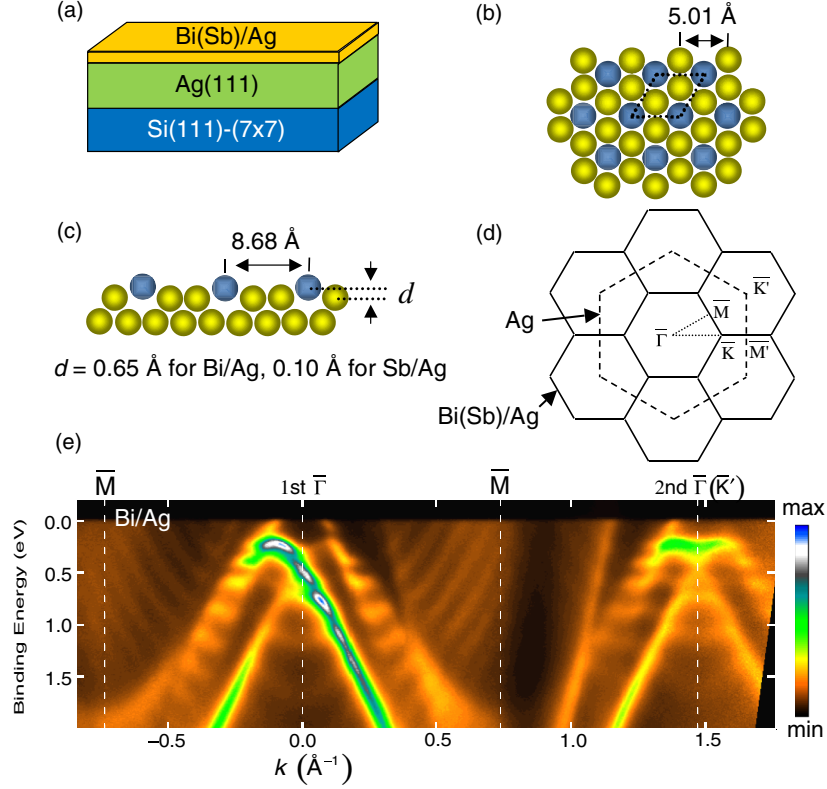 (a)
Bi(Sb)/Ag
Ag(111)
Si(111)-(7x7)
(b)
5.01 Å
(c)
8.68 Å
d
d = 0.65 Å for Bi/Ag, 0.10 Å for Sb/Ag
(d)
K̅'
M̅
Ag
Γ̅
K̅
M̅'
Bi(Sb)/Ag
(e)
M̅
1st Γ̅
M̅
2nd Γ̅ (K̅′)
Bi/Ag
max
min
Binding Energy (eV)
0.0
0.5
1.0
1.5
−0.5
0.0
0.5
1.0
1.5
k (Å⁻¹)